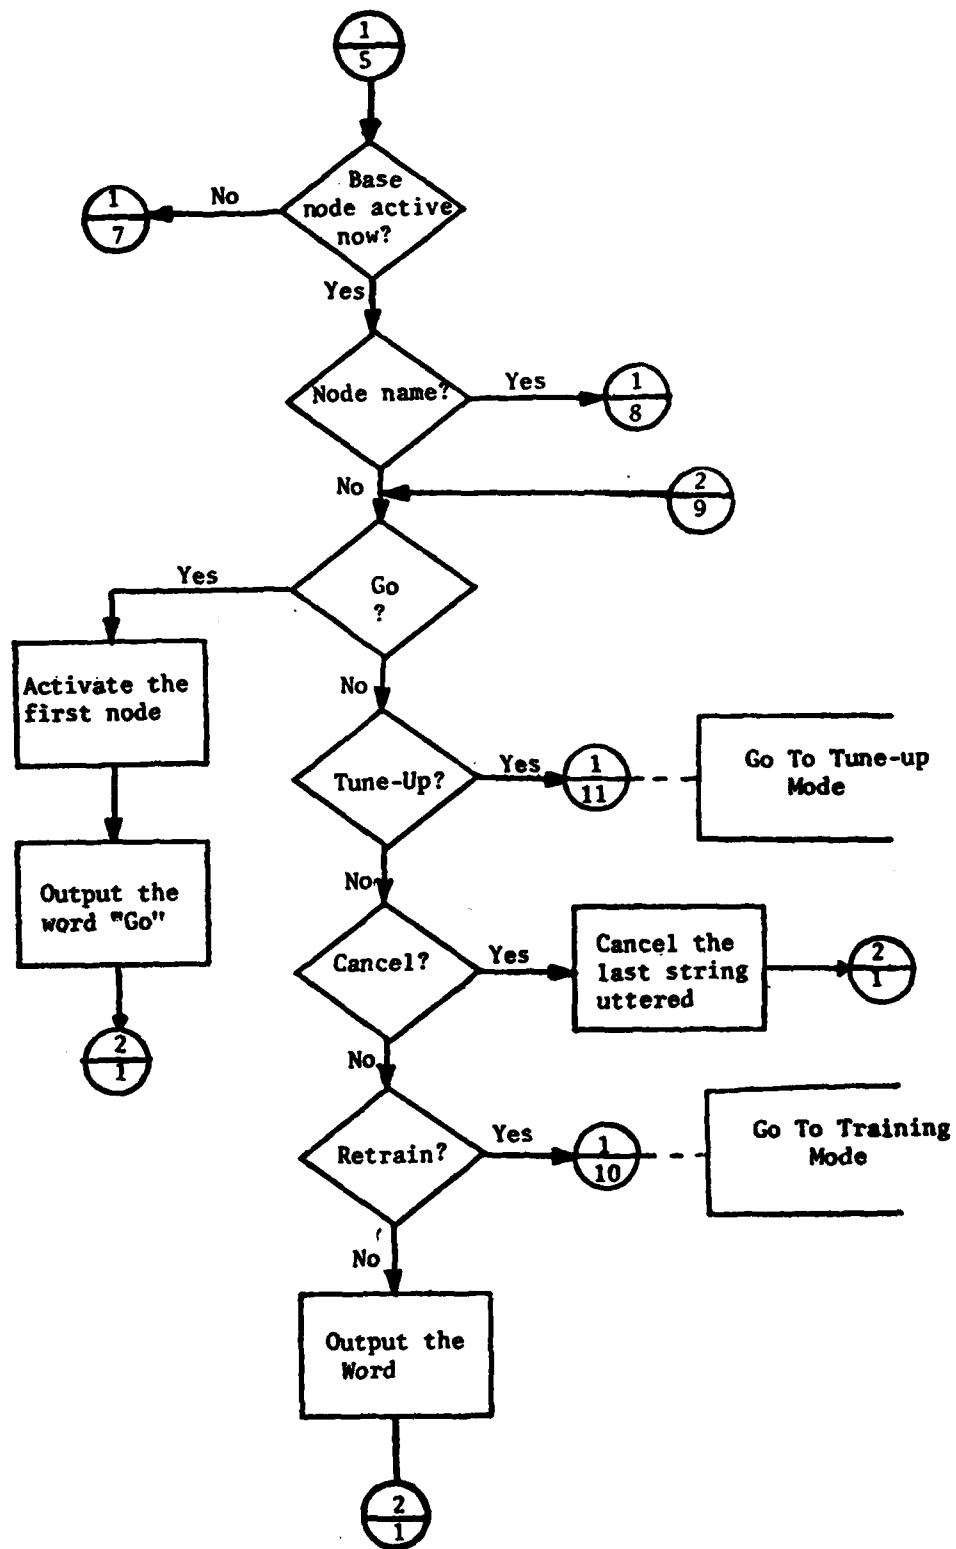 1
5
Base
node active
now?
No
1
7
Yes
Node name?
Yes
1
8
No
2
9
Go
?
Yes
Activate the
first node
Output the
word "Go"
2
1
No
Tune-Up?
Yes
1
11
Go To Tune-up
Mode
No
Cancel?
Yes
Cancel the
last string
uttered
2
1
No
Retrain?
Yes
1
10
Go To Training
Mode
No
Output the
Word
2
1